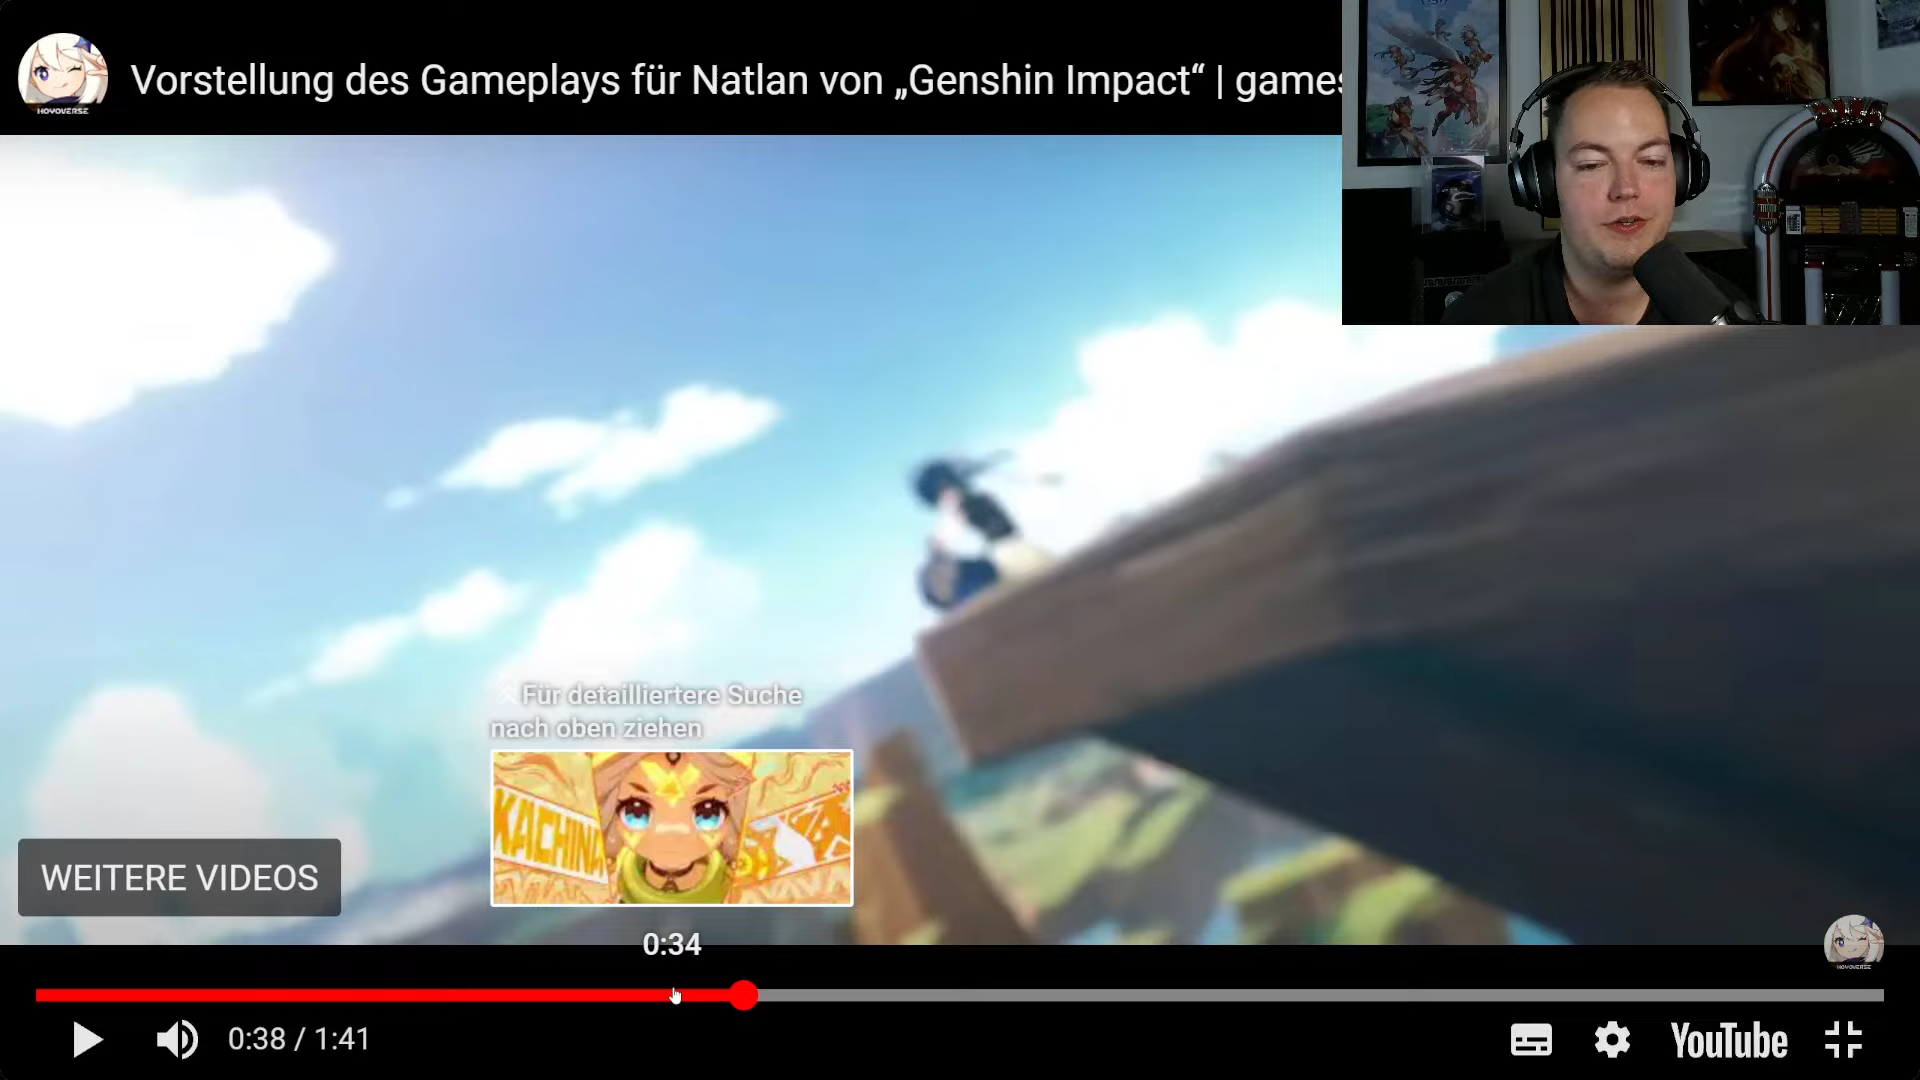 HOYOVERSE
Vorstellung des Gameplays für Natlan von „Genshin Impact“ | games
Für detailliertere Suche
nach oben ziehen
KACHINA
WEITERE VIDEOS
0:34
HOYOVERSE
0:38 / 1:41
YouTube